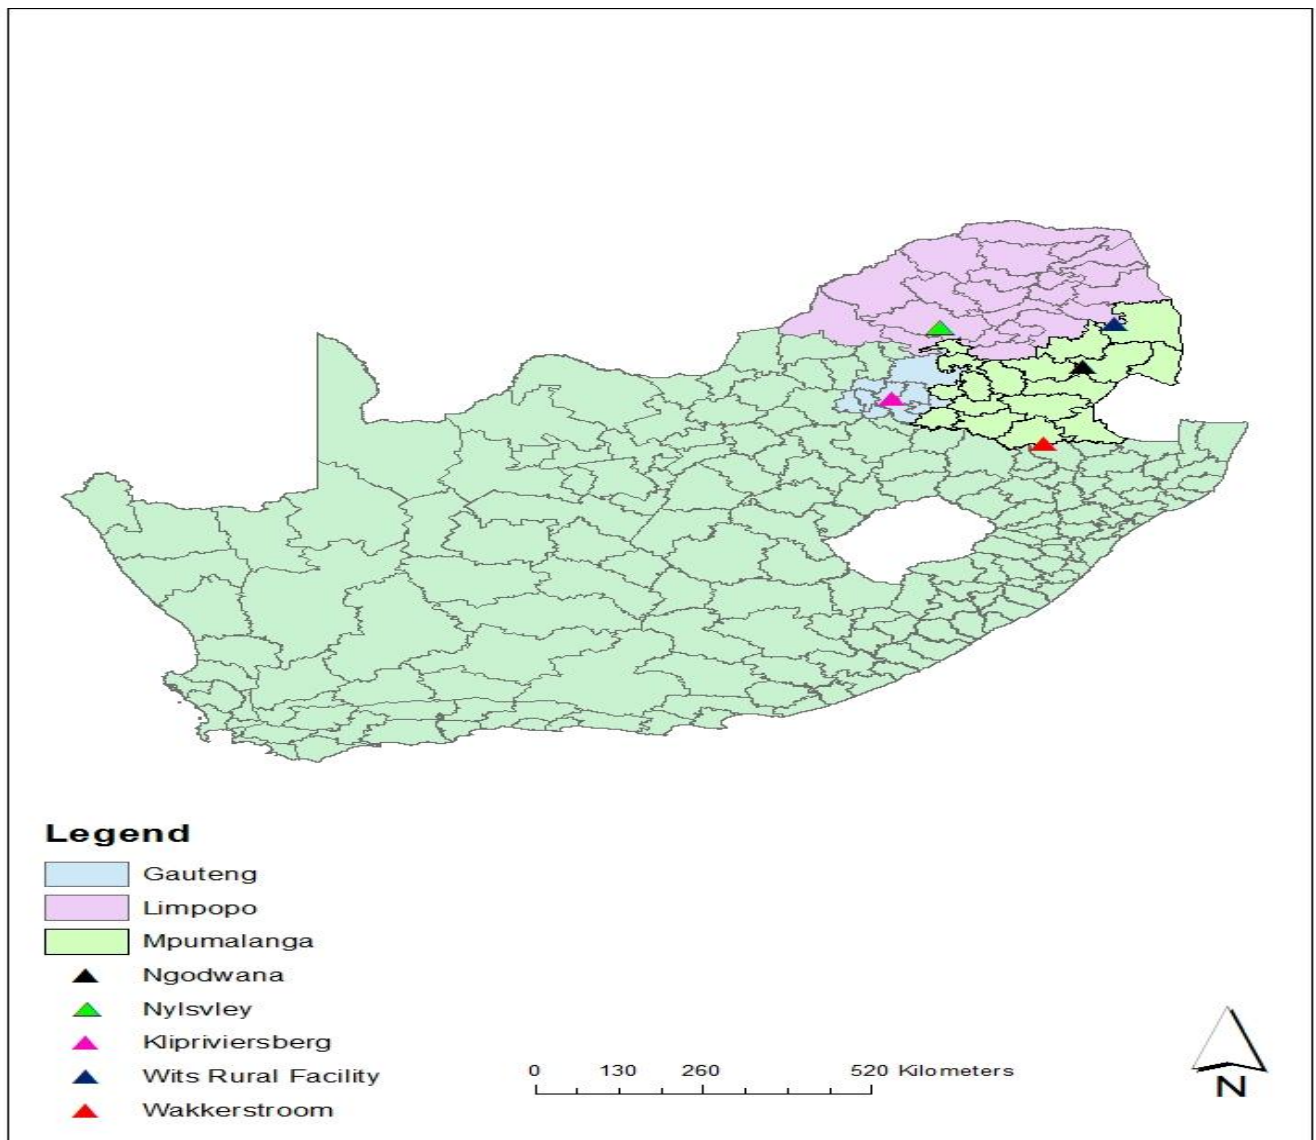 Legend
Gauteng
Limpopo
Mpumalanga
Ngodwana
Nylsvley
Klipriviersberg
Wits Rural Facility
Wakkerstroom
0 130 260 520 Kilometers
N